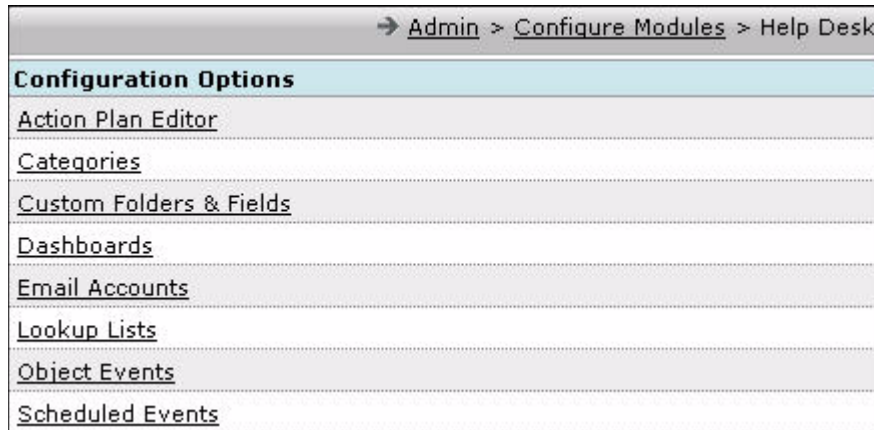 Admin > Configure Modules > Help Desk
Configuration Options
Action Plan Editor
Categories
Custom Folders & Fields
Dashboards
Email Accounts
Lookup Lists
Object Events
Scheduled Events